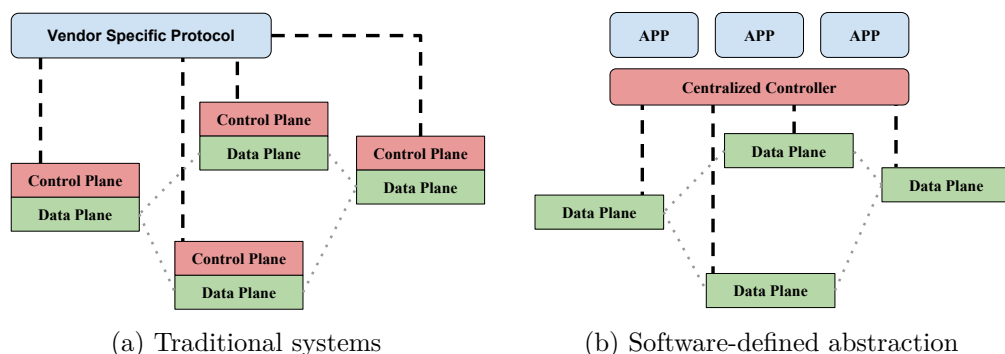 Vendor Specific Protocol
Control Plane
Data Plane
Control Plane
Data Plane
Control Plane
Data Plane
Control Plane
Data Plane
(a) Traditional systems
APP
APP
APP
Centralized Controller
Data Plane
Data Plane
Data Plane
Data Plane
(b) Software-defined abstraction